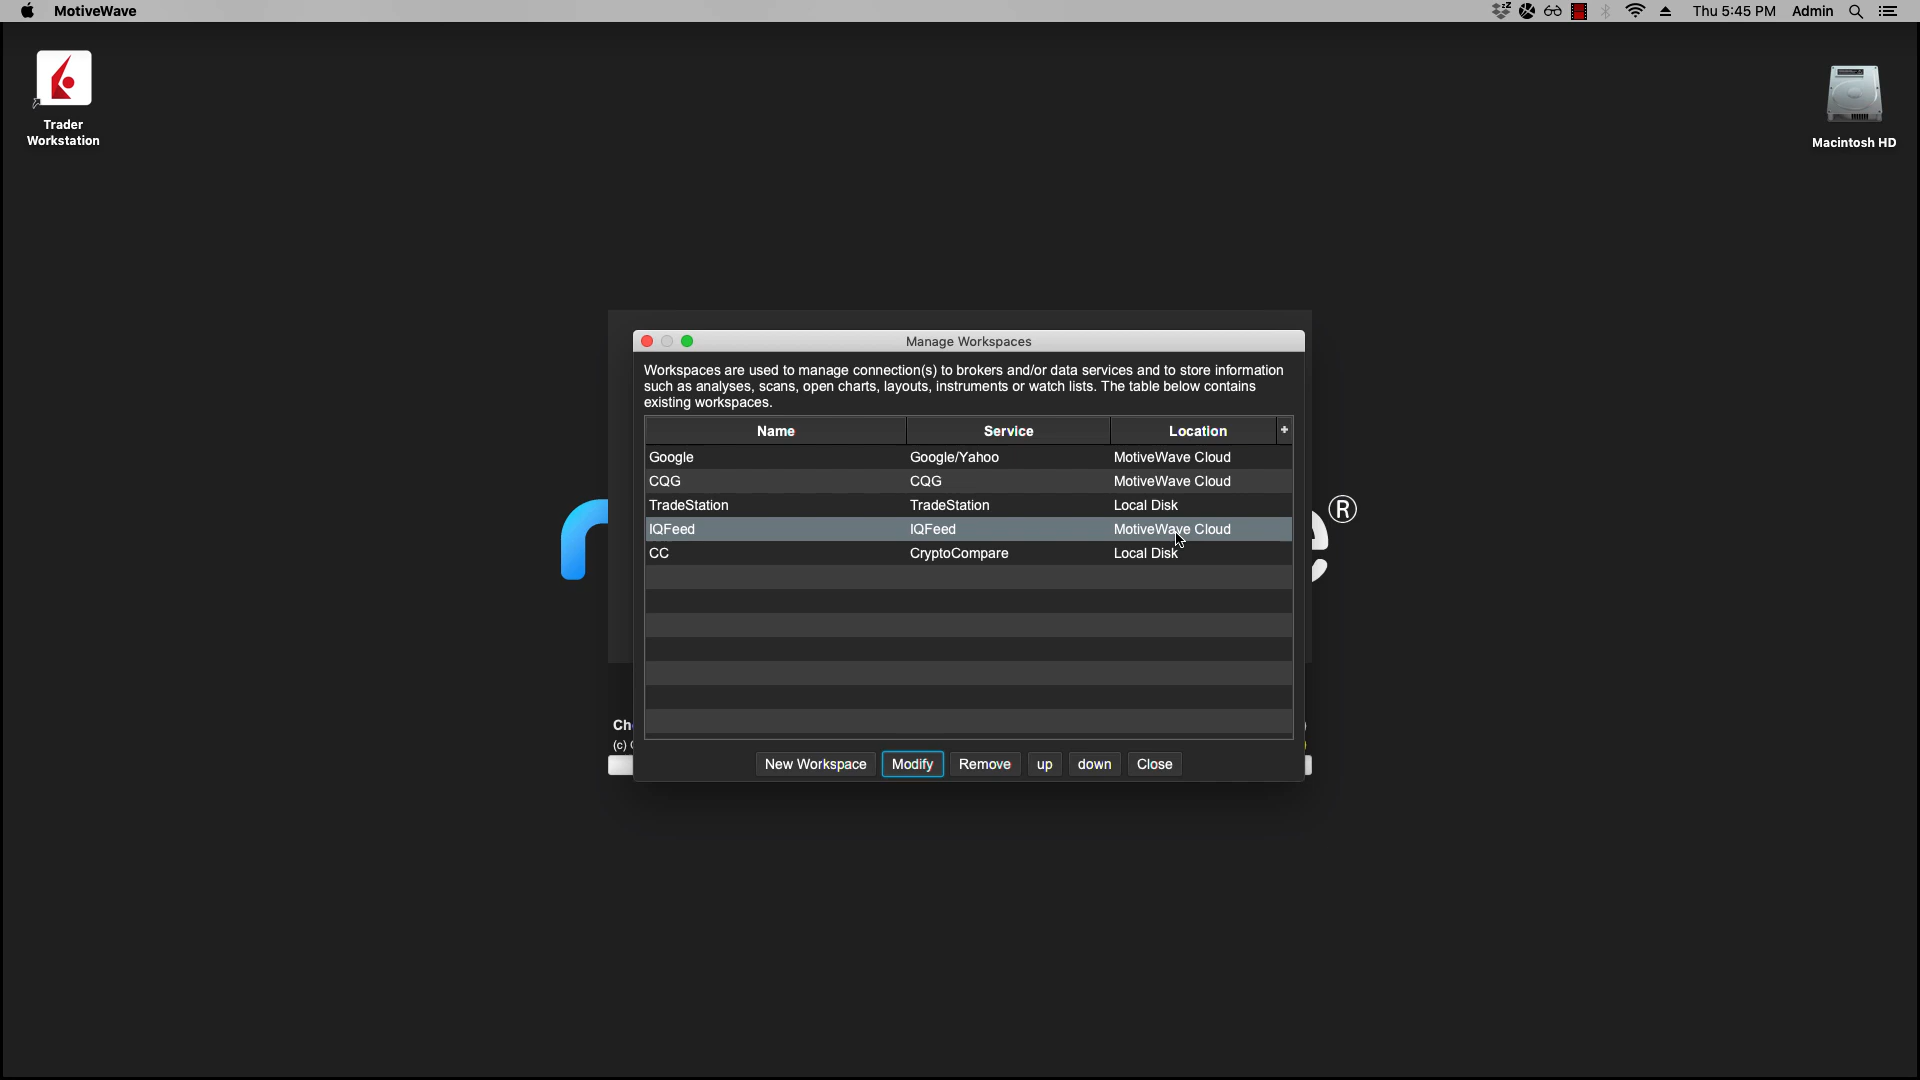 MotiveWave
Thu 5:45 PM Admin
Trader
Workstation
Macintosh HD
Manage Workspaces
Workspaces are used to manage connection(s) to brokers and/or data services and to store information
such as analyses, scans, open charts, layouts, instruments or watch lists. The table below contains
existing workspaces.
Name Service Location +
Google Google/Yahoo MotiveWave Cloud
CQG CQG MotiveWave Cloud
TradeStation TradeStation Local Disk
IQFeed IQFeed MotiveWave Cloud
CC CryptoCompare Local Disk
®
Ch
(c)
New Workspace Modify Remove up down Close